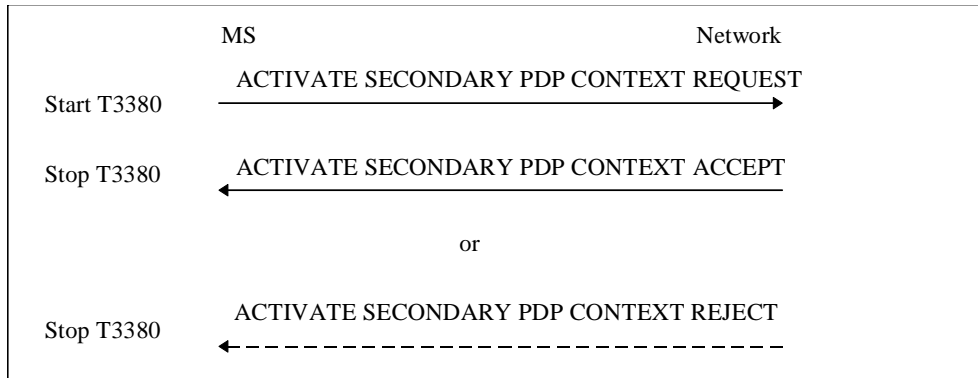 MS Network
ACTIVATE SECONDARY PDP CONTEXT REQUEST
Start T3380
ACTIVATE SECONDARY PDP CONTEXT ACCEPT
Stop T3380
or
ACTIVATE SECONDARY PDP CONTEXT REJECT
Stop T3380